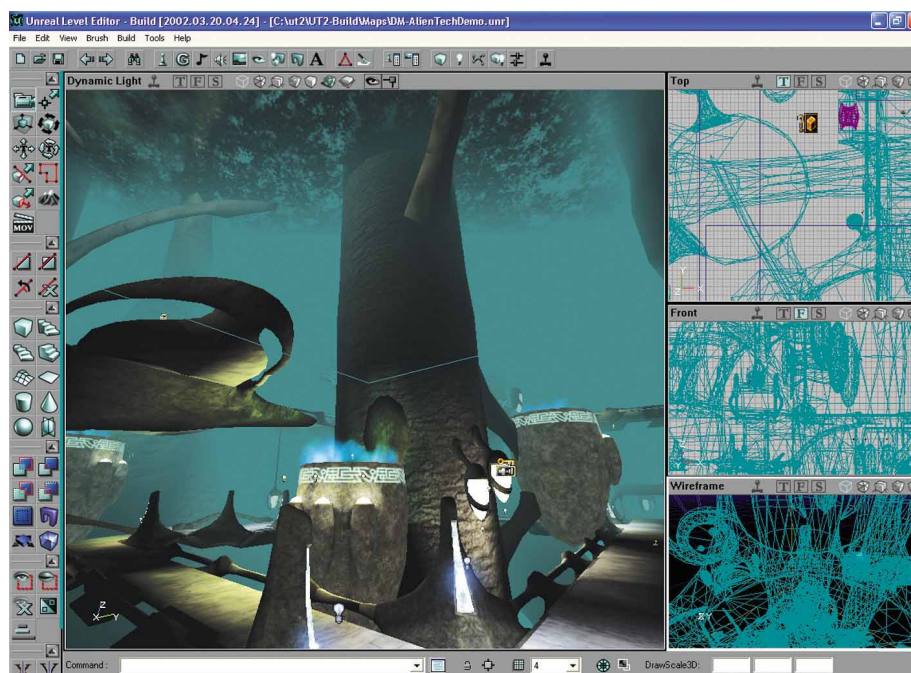 Unreal Level Editor - Build [2002.03.20.04.24] - [C:\ut2\UT2-Build\Maps\DM-AlienTechDemo.unr]
File Edit View Brush Build Tools Help
G A
Dynamic Light T F S
Top T F S
MOV
Front T F S
Wireframe T F S
Z
X Y
Z Y
Command : 4 DrawScale3D: